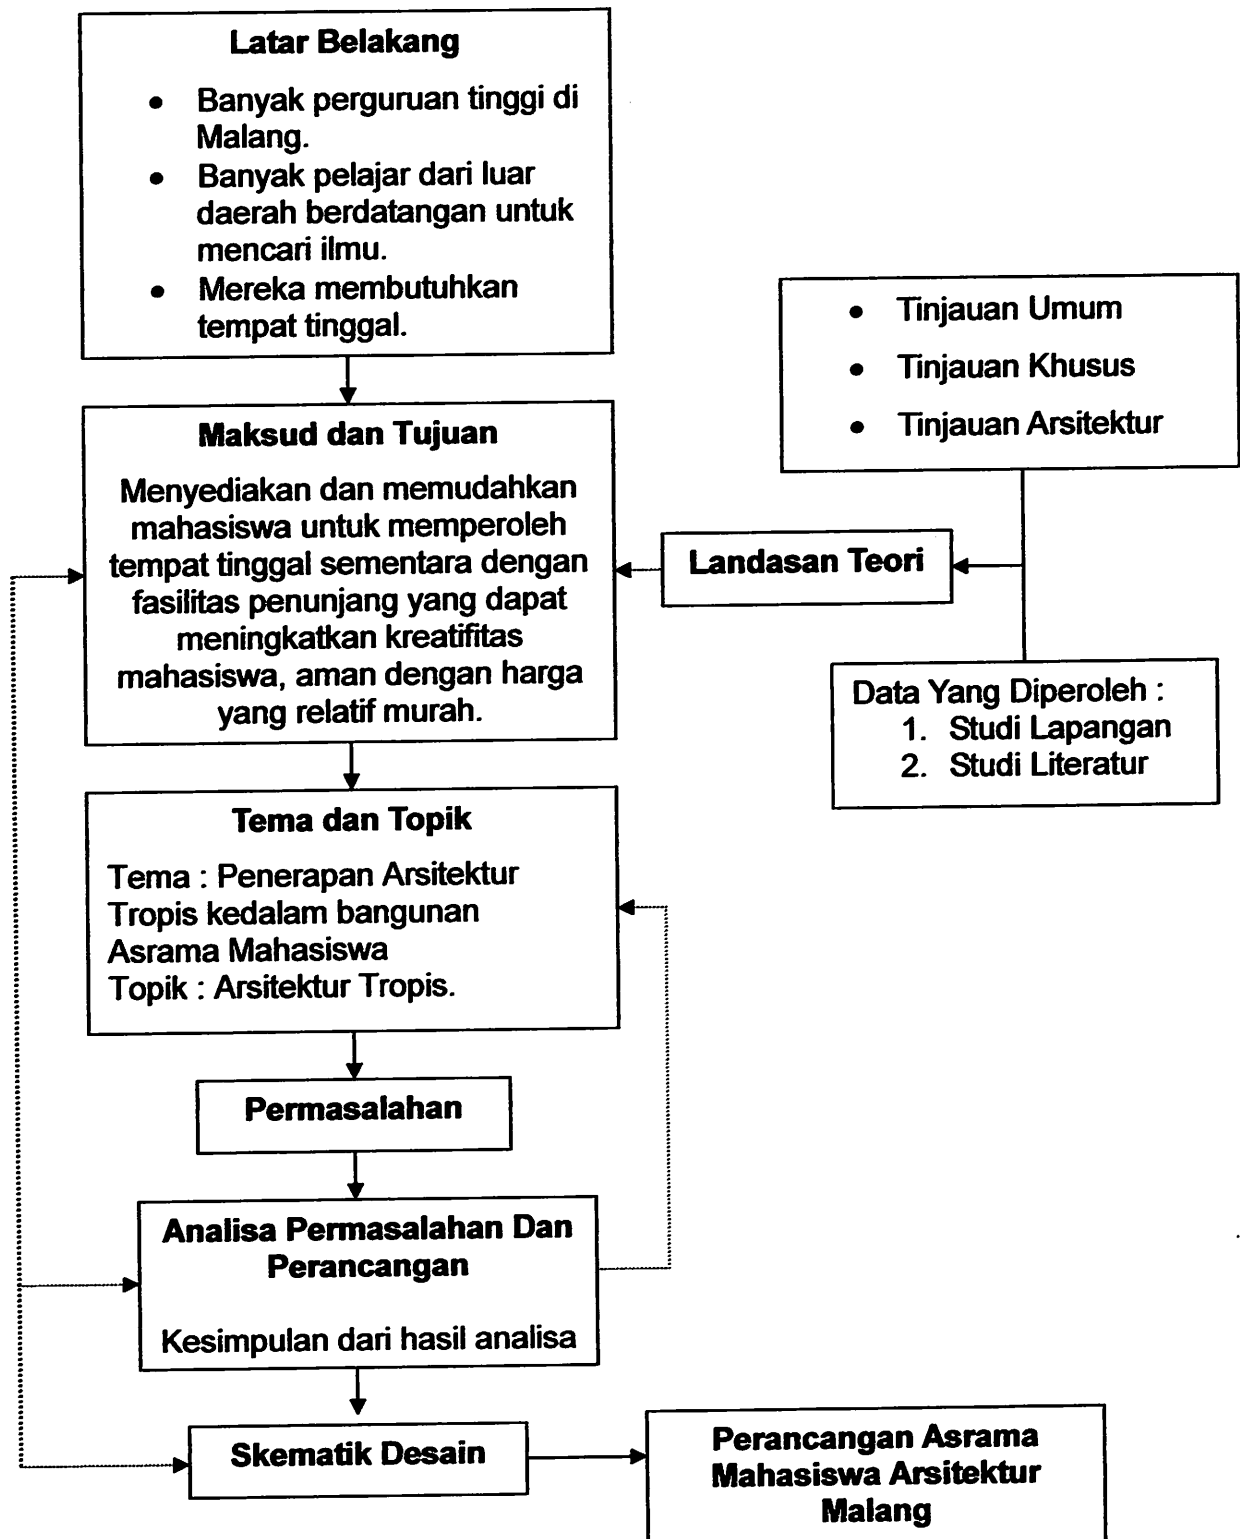 Latar Belakang
• Banyak perguruan tinggi di
Malang.
• Banyak pelajar dari luar
daerah berdatangan untuk
mencari ilmu.
• Mereka membutuhkan
tempat tinggal.
• Tinjauan Umum
• Tinjauan Khusus
• Tinjauan Arsitektur
Maksud dan Tujuan
Menyediakan dan memudahkan
mahasiswa untuk memperoleh
tempat tinggal sementara dengan
fasilitas penunjang yang dapat
meningkatkan kreatifitas
mahasiswa, aman dengan harga
yang relatif murah.
Landasan Teori
Data Yang Diperoleh :
1. Studi Lapangan
2. Studi Literatur
Tema dan Topik
Tema : Penerapan Arsitektur
Tropis kedalam bangunan
Asrama Mahasiswa
Topik : Arsitektur Tropis.
Permasalahan
Analisa Permasalahan Dan
Perancangan
Kesimpulan dari hasil analisa
Skematik Desain
Perancangan Asrama
Mahasiswa Arsitektur
Malang